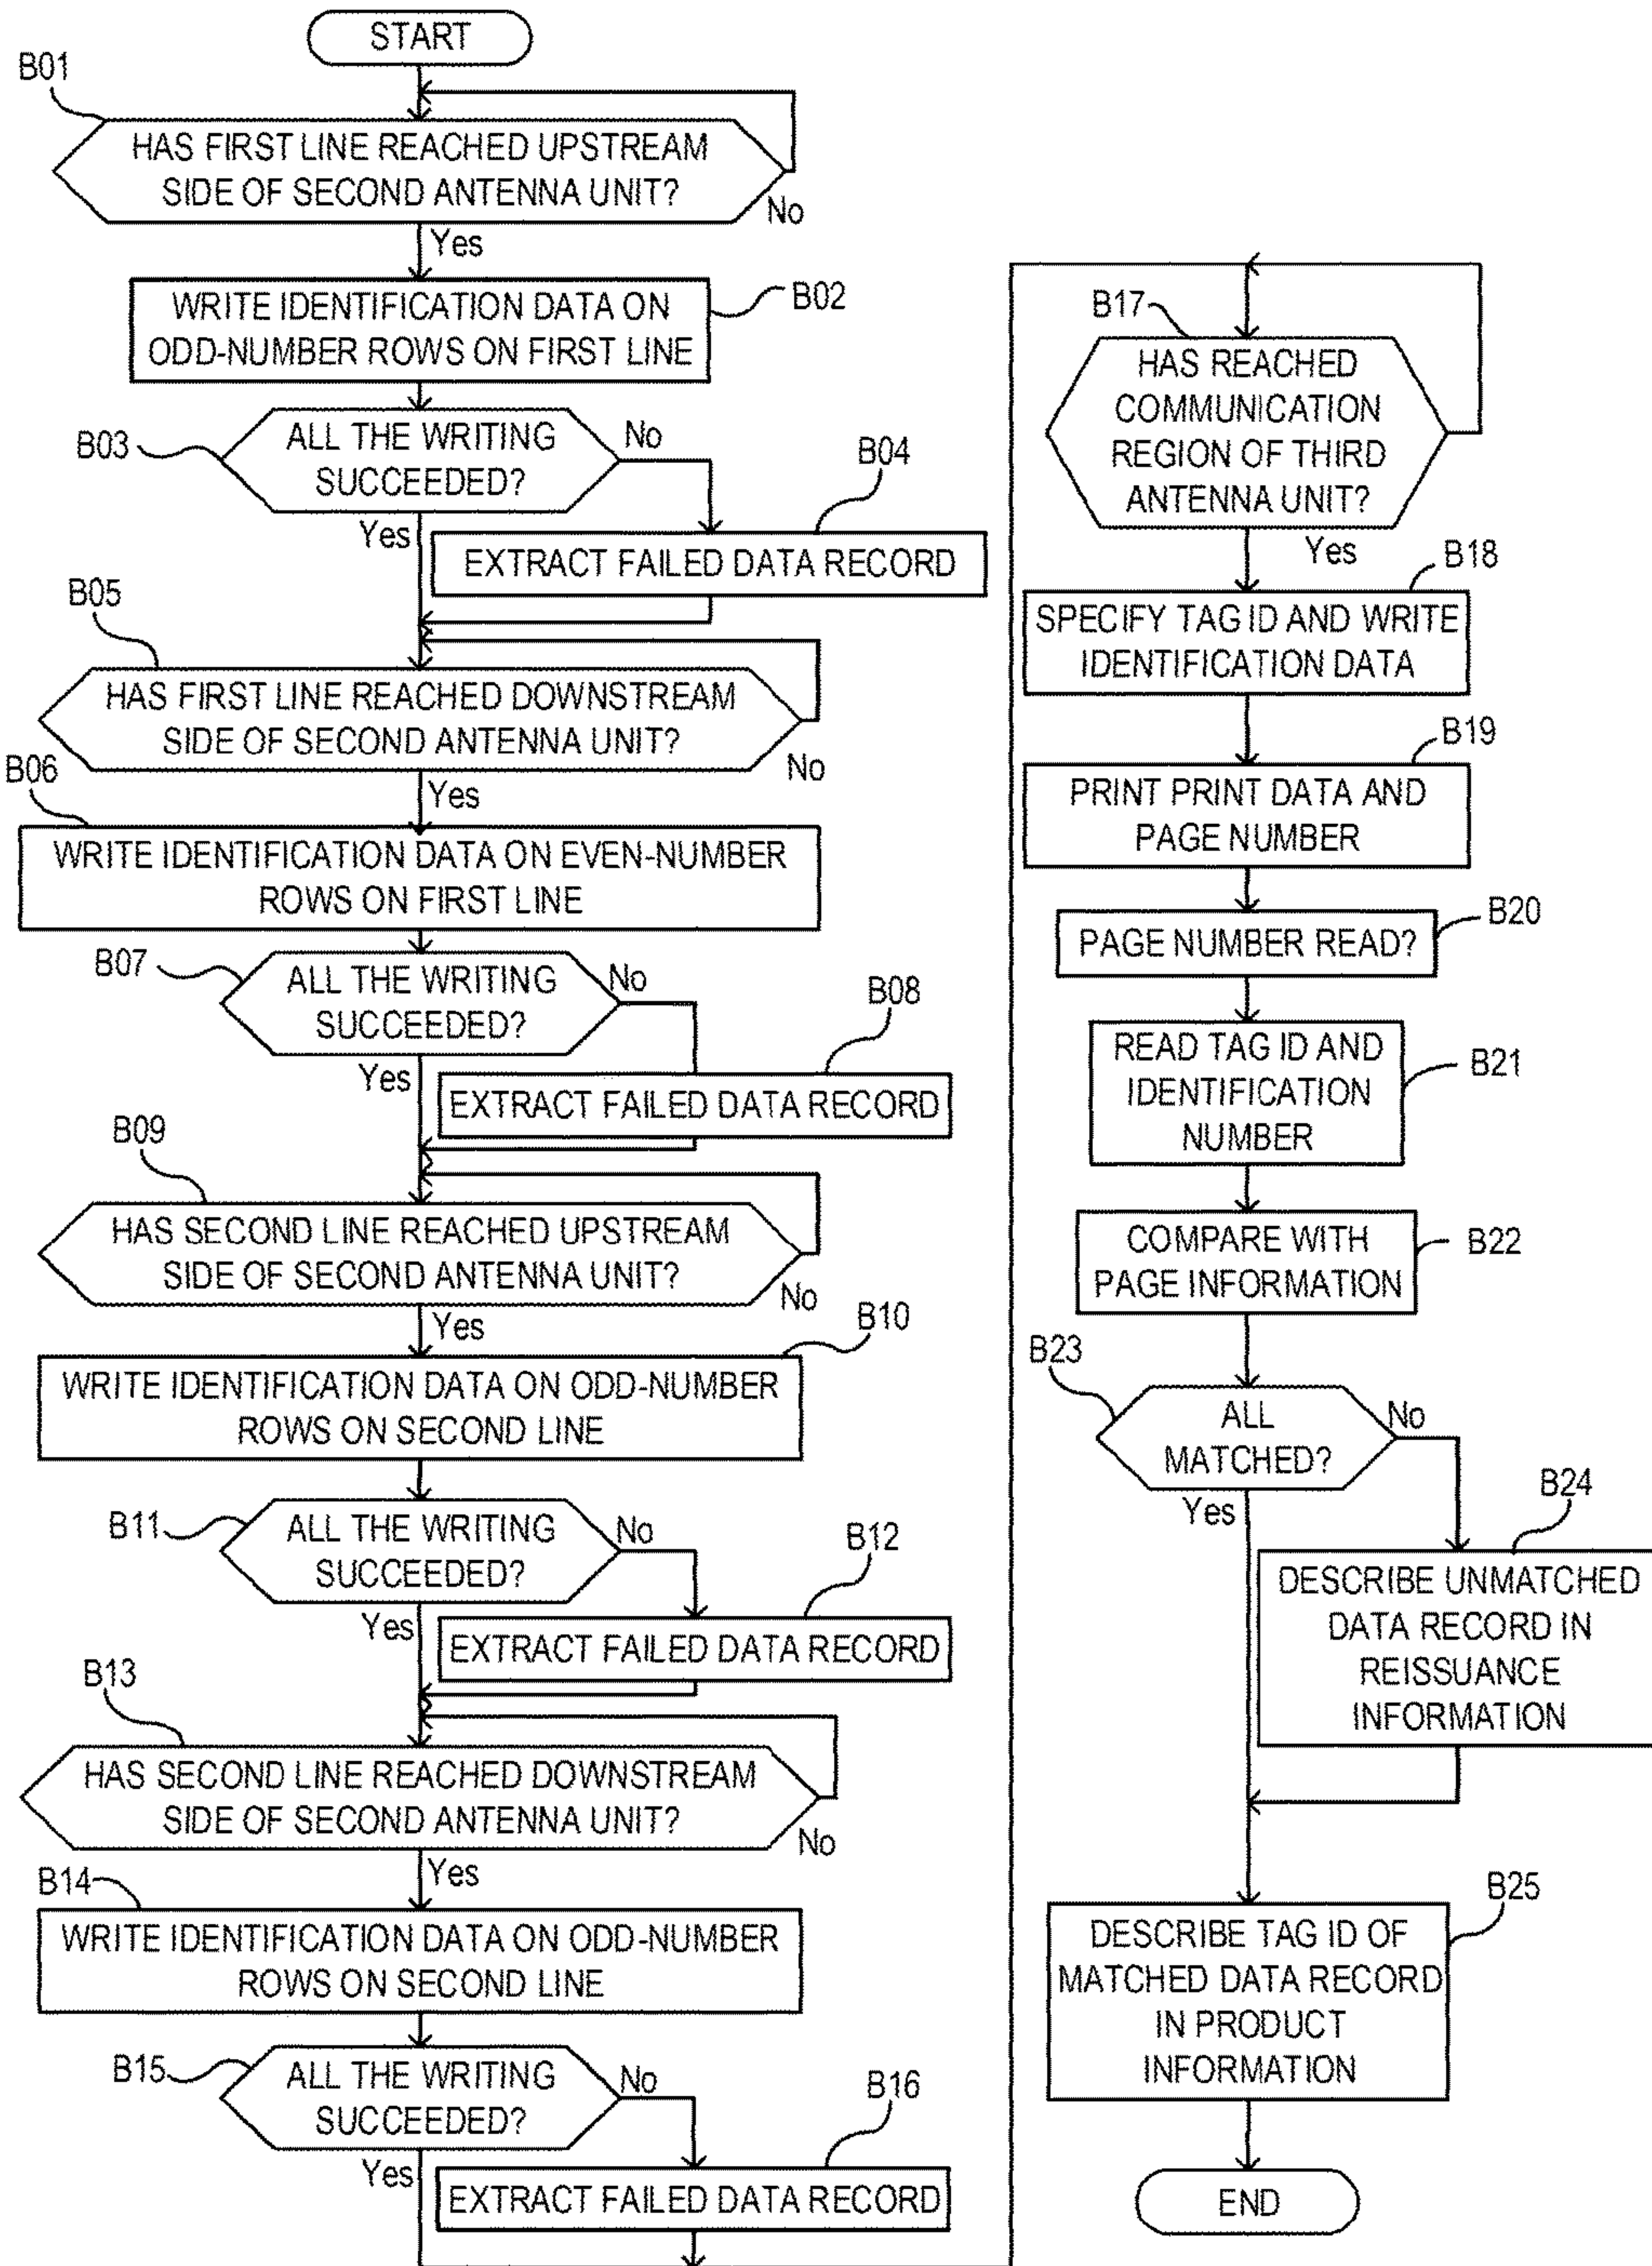 START
B01
HAS FIRST LINE REACHED UPSTREAM
SIDE OF SECOND ANTENNA UNIT?
No
Yes
B02
WRITE IDENTIFICATION DATA ON
ODD-NUMBER ROWS ON FIRST LINE
B03
ALL THE WRITING
SUCCEEDED?
No
Yes
B04
EXTRACT FAILED DATA RECORD
B05
HAS FIRST LINE REACHED DOWNSTREAM
SIDE OF SECOND ANTENNA UNIT?
No
Yes
B06
WRITE IDENTIFICATION DATA ON EVEN-NUMBER
ROWS ON FIRST LINE
B07
ALL THE WRITING
SUCCEEDED?
No
Yes
B08
EXTRACT FAILED DATA RECORD
B09
HAS SECOND LINE REACHED UPSTREAM
SIDE OF SECOND ANTENNA UNIT?
No
Yes
B10
WRITE IDENTIFICATION DATA ON ODD-NUMBER
ROWS ON SECOND LINE
B11
ALL THE WRITING
SUCCEEDED?
No
Yes
B12
EXTRACT FAILED DATA RECORD
B13
HAS SECOND LINE REACHED DOWNSTREAM
SIDE OF SECOND ANTENNA UNIT?
No
Yes
B14
WRITE IDENTIFICATION DATA ON ODD-NUMBER
ROWS ON SECOND LINE
B15
ALL THE WRITING
SUCCEEDED?
No
Yes
B16
EXTRACT FAILED DATA RECORD
B17
HAS REACHED
COMMUNICATION
REGION OF THIRD
ANTENNA UNIT?
Yes
B18
SPECIFY TAG ID AND WRITE
IDENTIFICATION DATA
B19
PRINT PRINT DATA AND
PAGE NUMBER
B20
PAGE NUMBER READ?
B21
READ TAG ID AND
IDENTIFICATION
NUMBER
B22
COMPARE WITH
PAGE INFORMATION
B23
ALL
MATCHED?
No
Yes
B24
DESCRIBE UNMATCHED
DATA RECORD IN
REISSUANCE
INFORMATION
B25
DESCRIBE TAG ID OF
MATCHED DATA RECORD
IN PRODUCT
INFORMATION
END